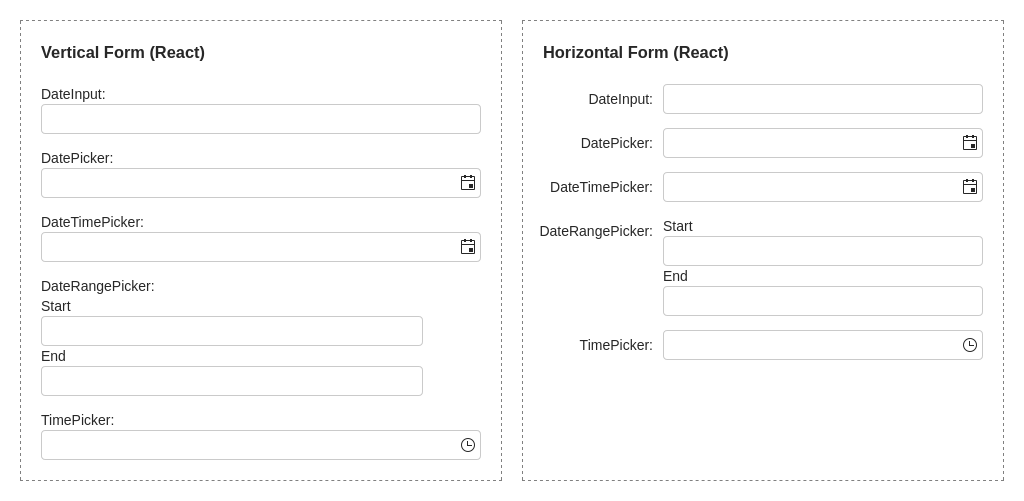 Vertical Form (React)
DateInput:
DatePicker:
DateTimePicker:
DateRangePicker:
Start
End
TimePicker:
Horizontal Form (React)
DateInput:
DatePicker:
DateTimePicker:
DateRangePicker:
Start
End
TimePicker: